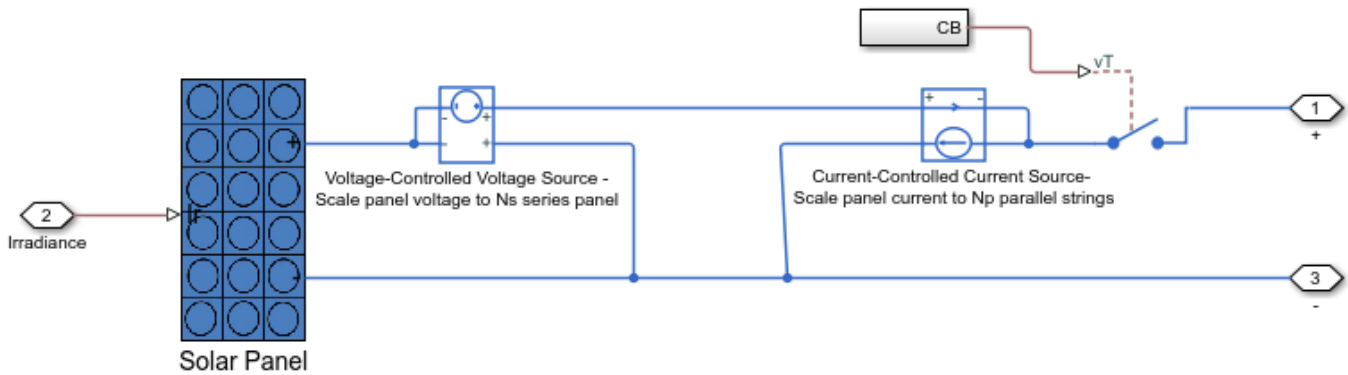 CB
vT
1
+
+
-
+
-
+
+
-
Ir
2
Irradiance
Voltage-Controlled Voltage Source -
Scale panel voltage to Ns series panel
Current-Controlled Current Source-
Scale panel current to Np parallel strings
-
3
-
Solar Panel